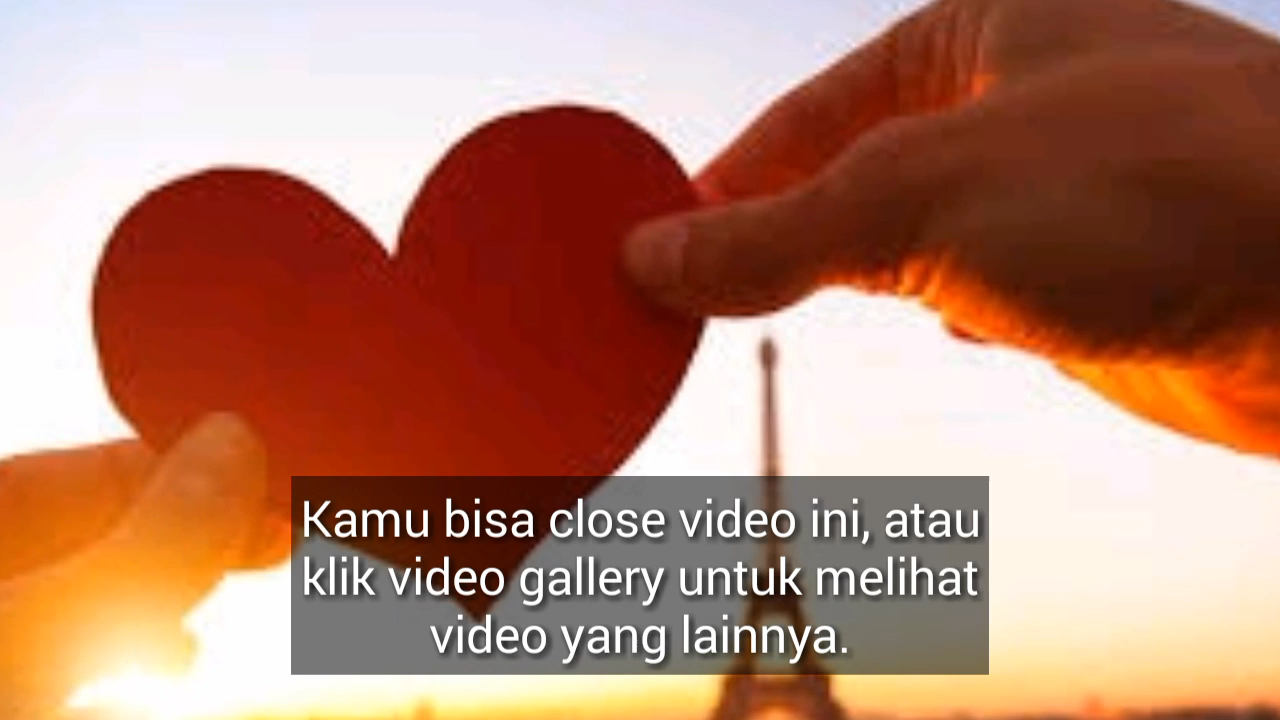 Kamu bisa close video ini, atau
klik video gallery untuk melihat
video yang lainnya.